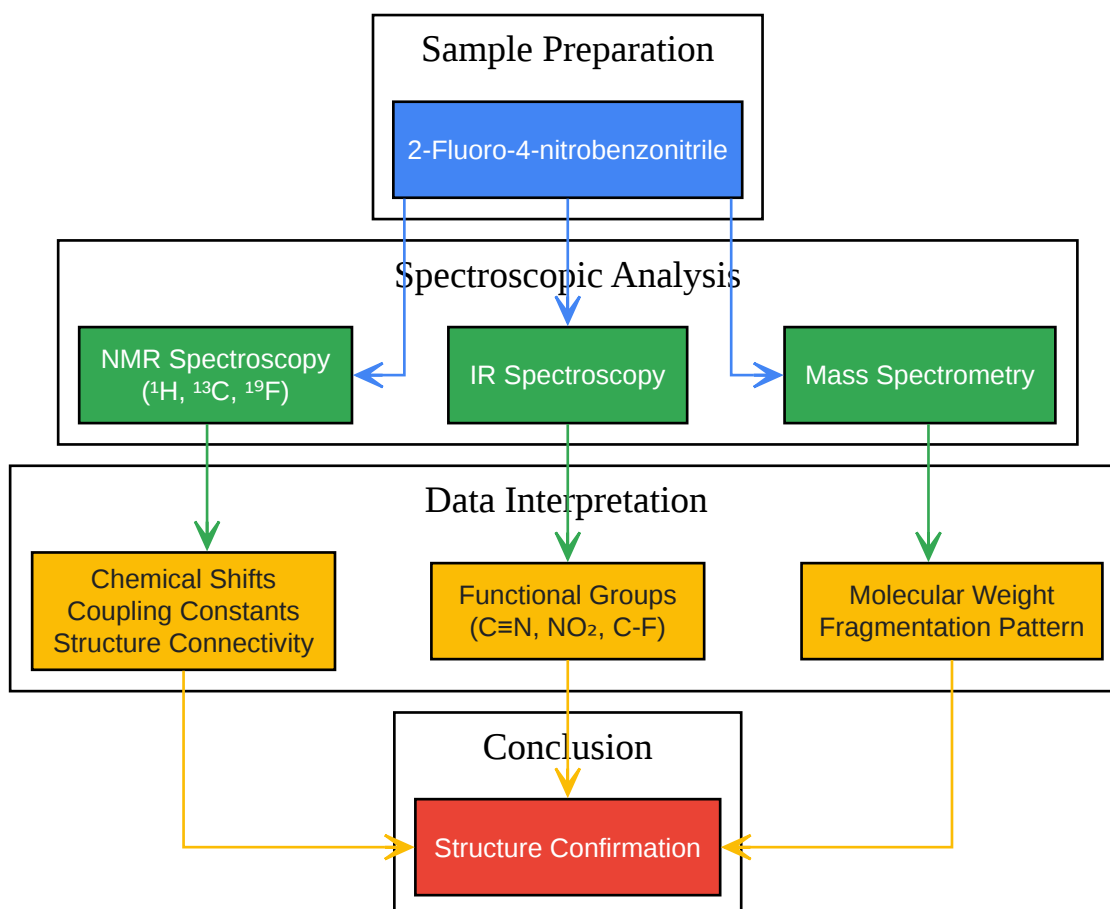 Sample Preparation
2-Fluoro-4-nitrobenzonitrile
Spectroscopic Analysis
NMR Spectroscopy
(¹H, ¹³C, ¹⁹F)
IR Spectroscopy
Mass Spectrometry
Data Interpretation
Chemical Shifts
Coupling Constants
Structure Connectivity
Functional Groups
(C≡N, NO₂, C-F)
Molecular Weight
Fragmentation Pattern
Conclusion
Structure Confirmation